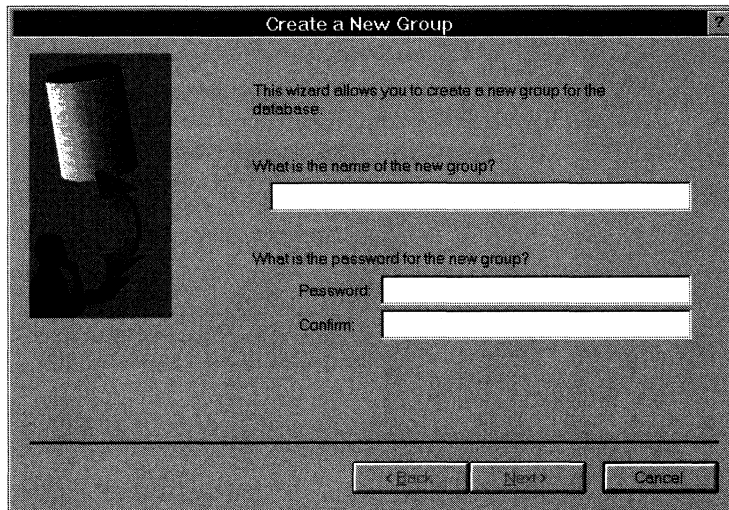 Create a New Group
?
This wizard allows you to create a new group for the
database.
What is the name of the new group?
What is the password for the new group?
Password:
Confirm:
< Back
Next >
Cancel